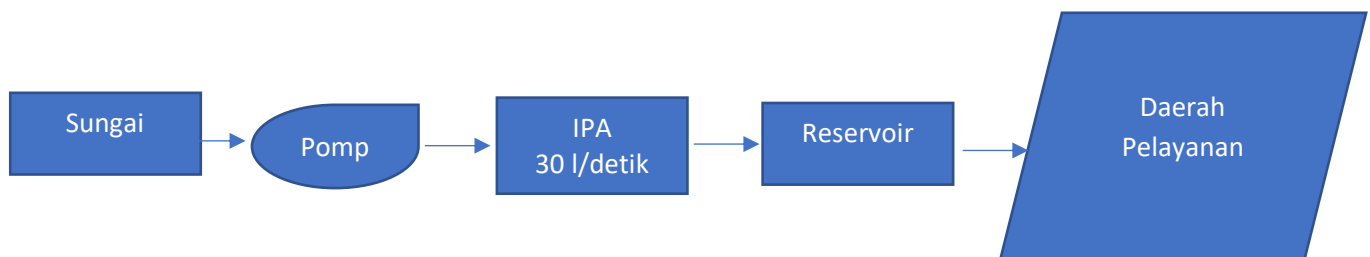 Sungai
Pomp
IPA
30 l/detik
Reservoir
Daerah
Pelayanan